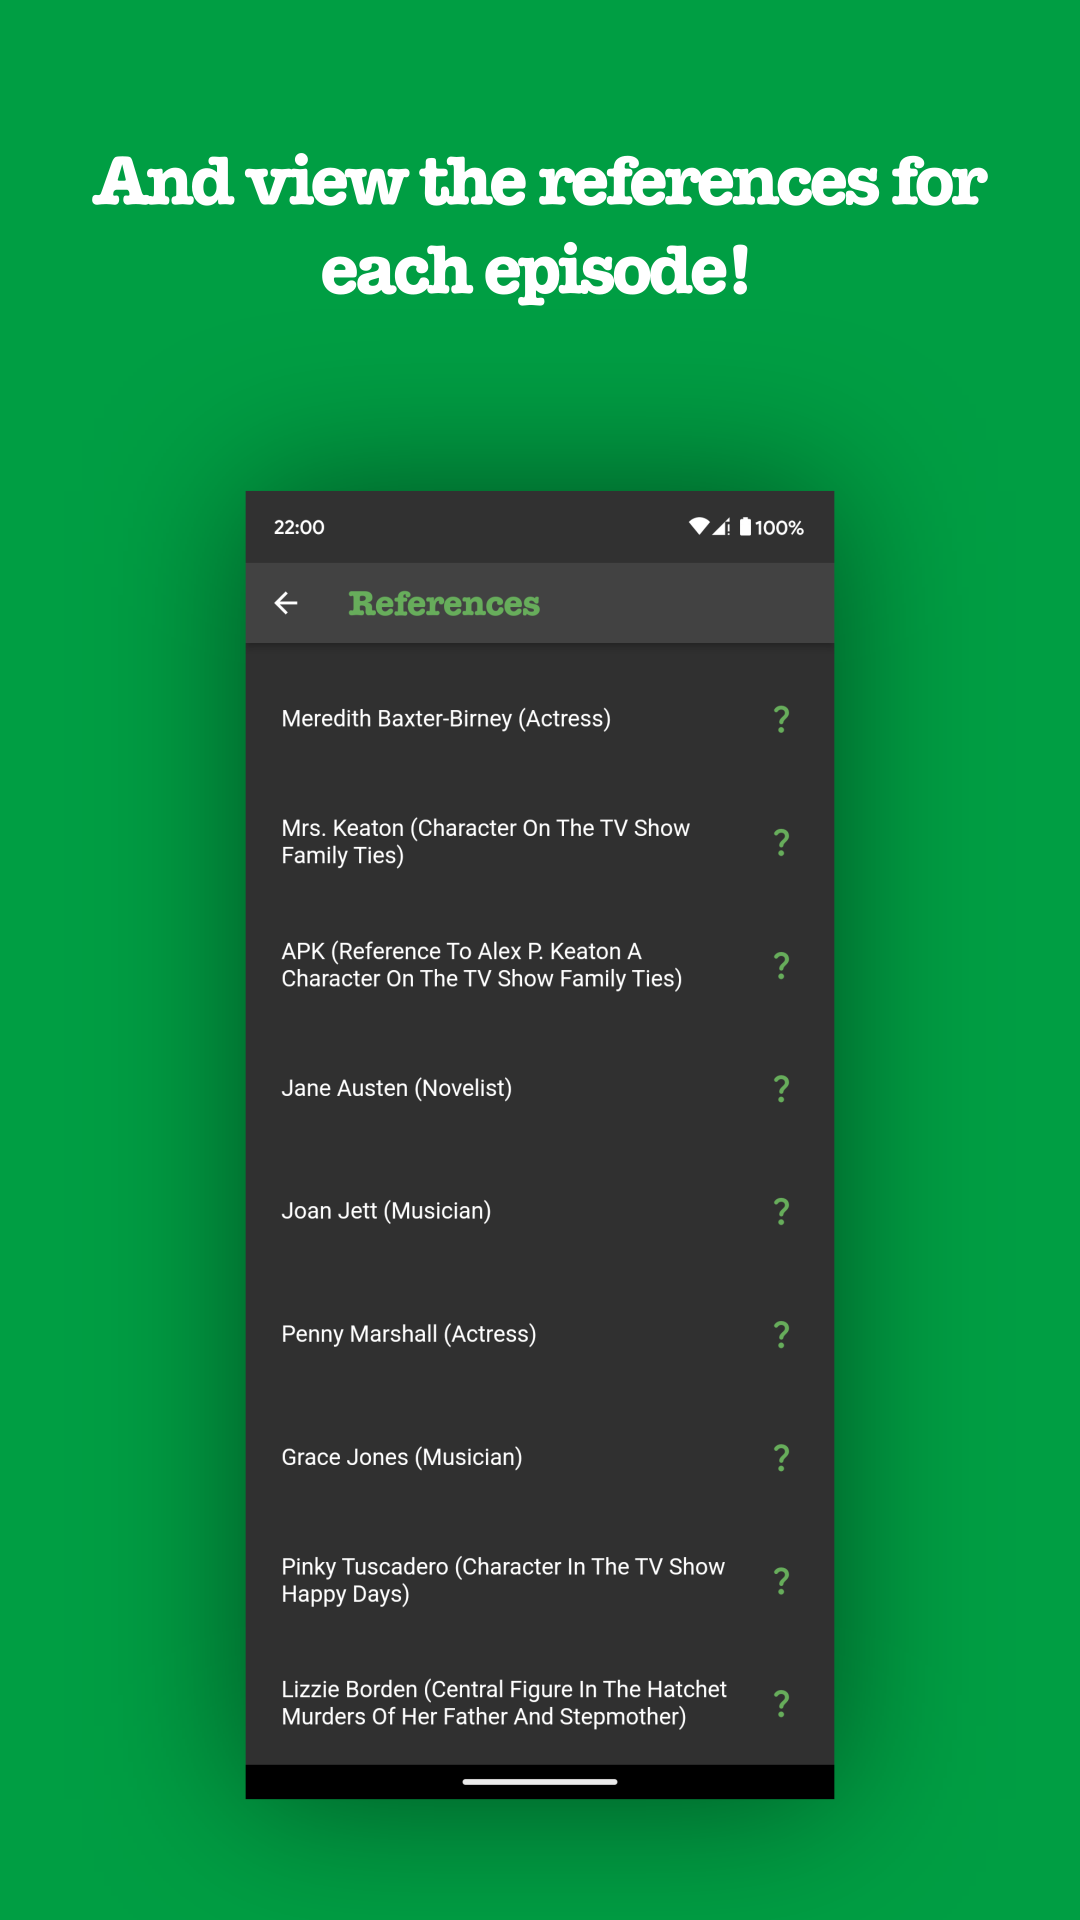 And view the references for
each episode!
22:00
100%
References
Meredith Baxter-Birney (Actress)
?
Mrs. Keaton (Character On The TV Show
Family Ties)
?
APK (Reference To Alex P. Keaton A
Character On The TV Show Family Ties)
?
Jane Austen (Novelist)
?
Joan Jett (Musician)
?
Penny Marshall (Actress)
?
Grace Jones (Musician)
?
Pinky Tuscadero (Character In The TV Show
Happy Days)
?
Lizzie Borden (Central Figure In The Hatchet
Murders Of Her Father And Stepmother)
?